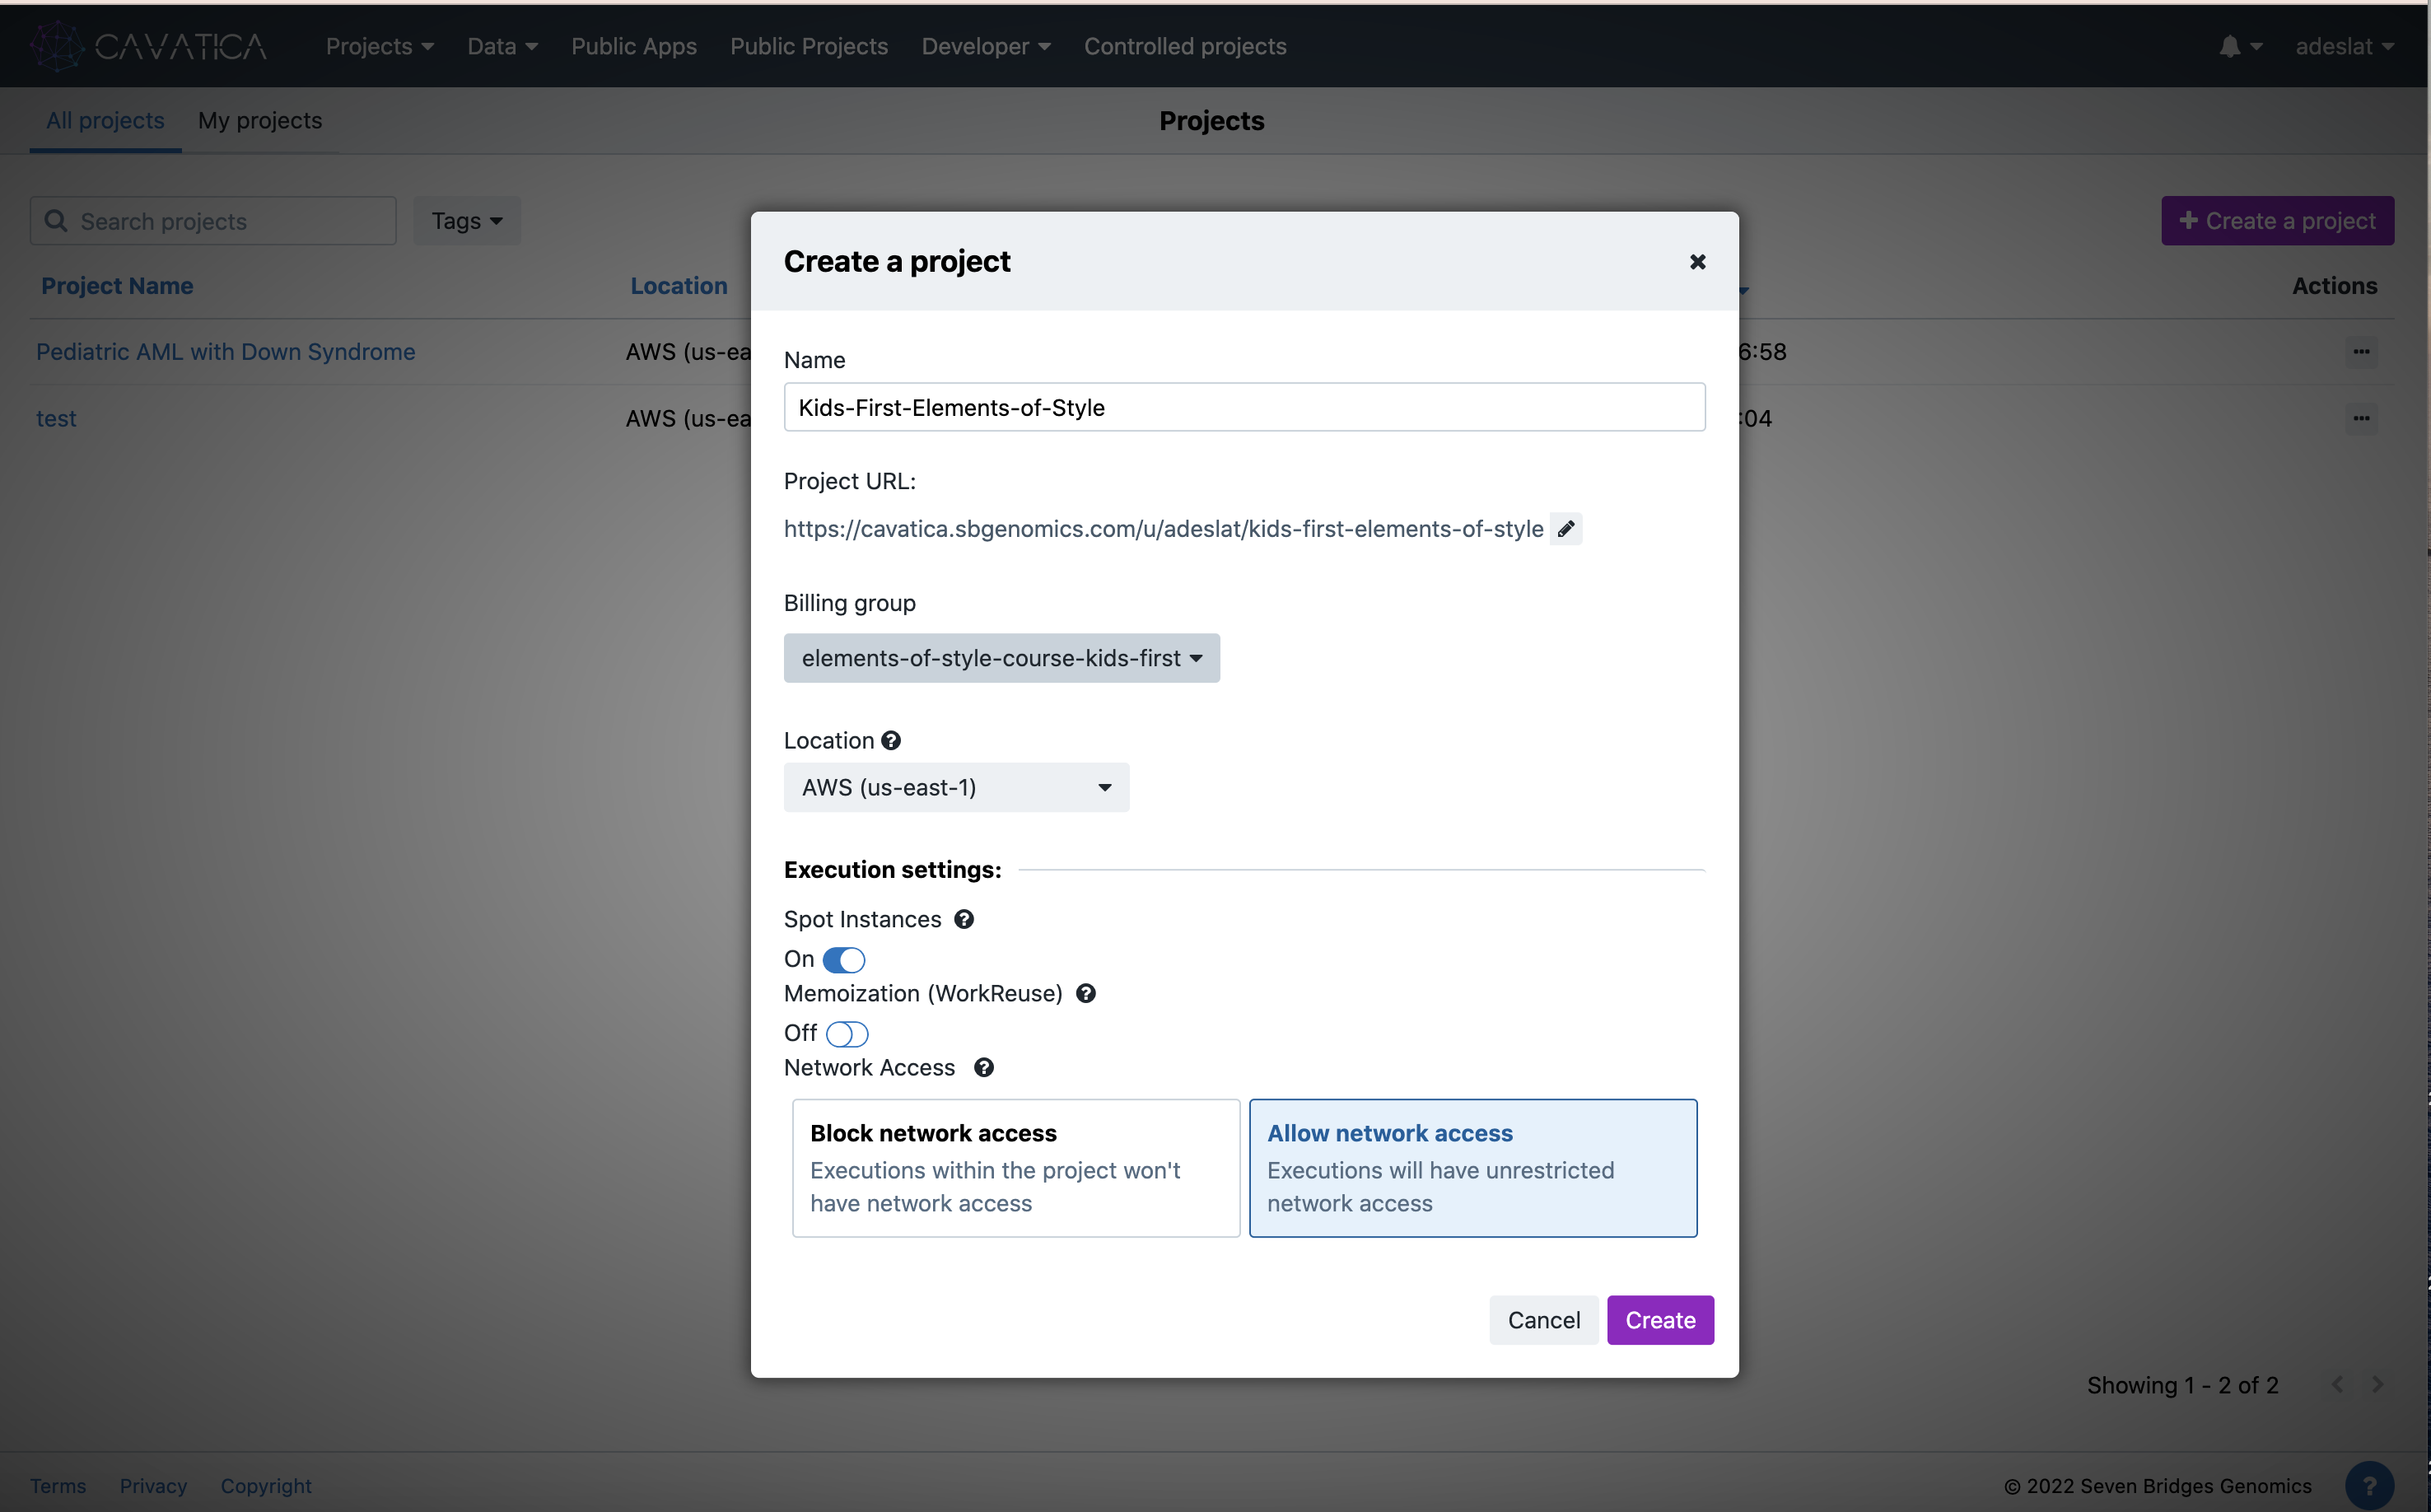 CAVATICA Projects Data Public Apps Public Projects Developer Controlled projects adeslat
All projects My projects Projects
Search projects Tags + Create a project
Create a project
Project Name Location Actions
Pediatric AML with Down Syndrome AWS (us-ea 6:58
test AWS (us-ea :04
Name
Kids-First-Elements-of-Style
Project URL:
https://cavatica.sbgenomics.com/u/adeslat/kids-first-elements-of-style
Billing group
elements-of-style-course-kids-first
Location
AWS (us-east-1)
Execution settings:
Spot Instances
On
Memoization (WorkReuse)
Off
Network Access
Block network access
Executions within the project won't
have network access
Allow network access
Executions will have unrestricted
network access
Cancel Create
Showing 1 - 2 of 2
Terms Privacy Copyright © 2022 Seven Bridges Genomics ?